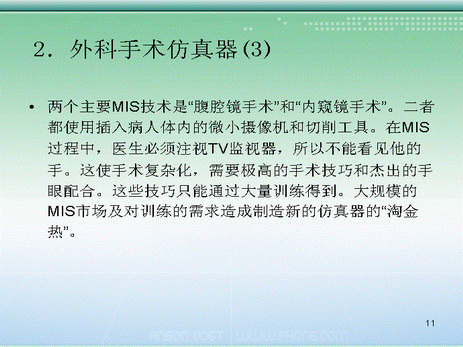 2．外科手术仿真器(3)
• 两个主要MIS技术是“腹腔镜手术”和“内窥镜手术”。二者
都使用插入病人体内的微小摄像机和切削工具。在MIS
过程中，医生必须注视TV监视器，所以不能看见他的
手。这使手术复杂化，需要极高的手术技巧和杰出的手
眼配合。这些技巧只能通过大量训练得到。大规模的
MIS市场及对训练的需求造成制造新的仿真器的“淘金
热”。
11